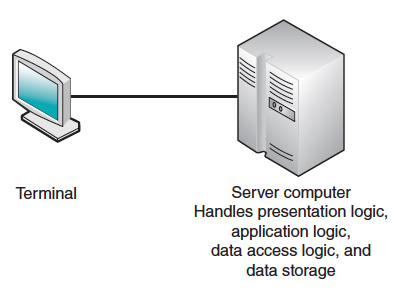 Terminal
Server computer
Handles presentation logic,
application logic,
data access logic, and
data storage